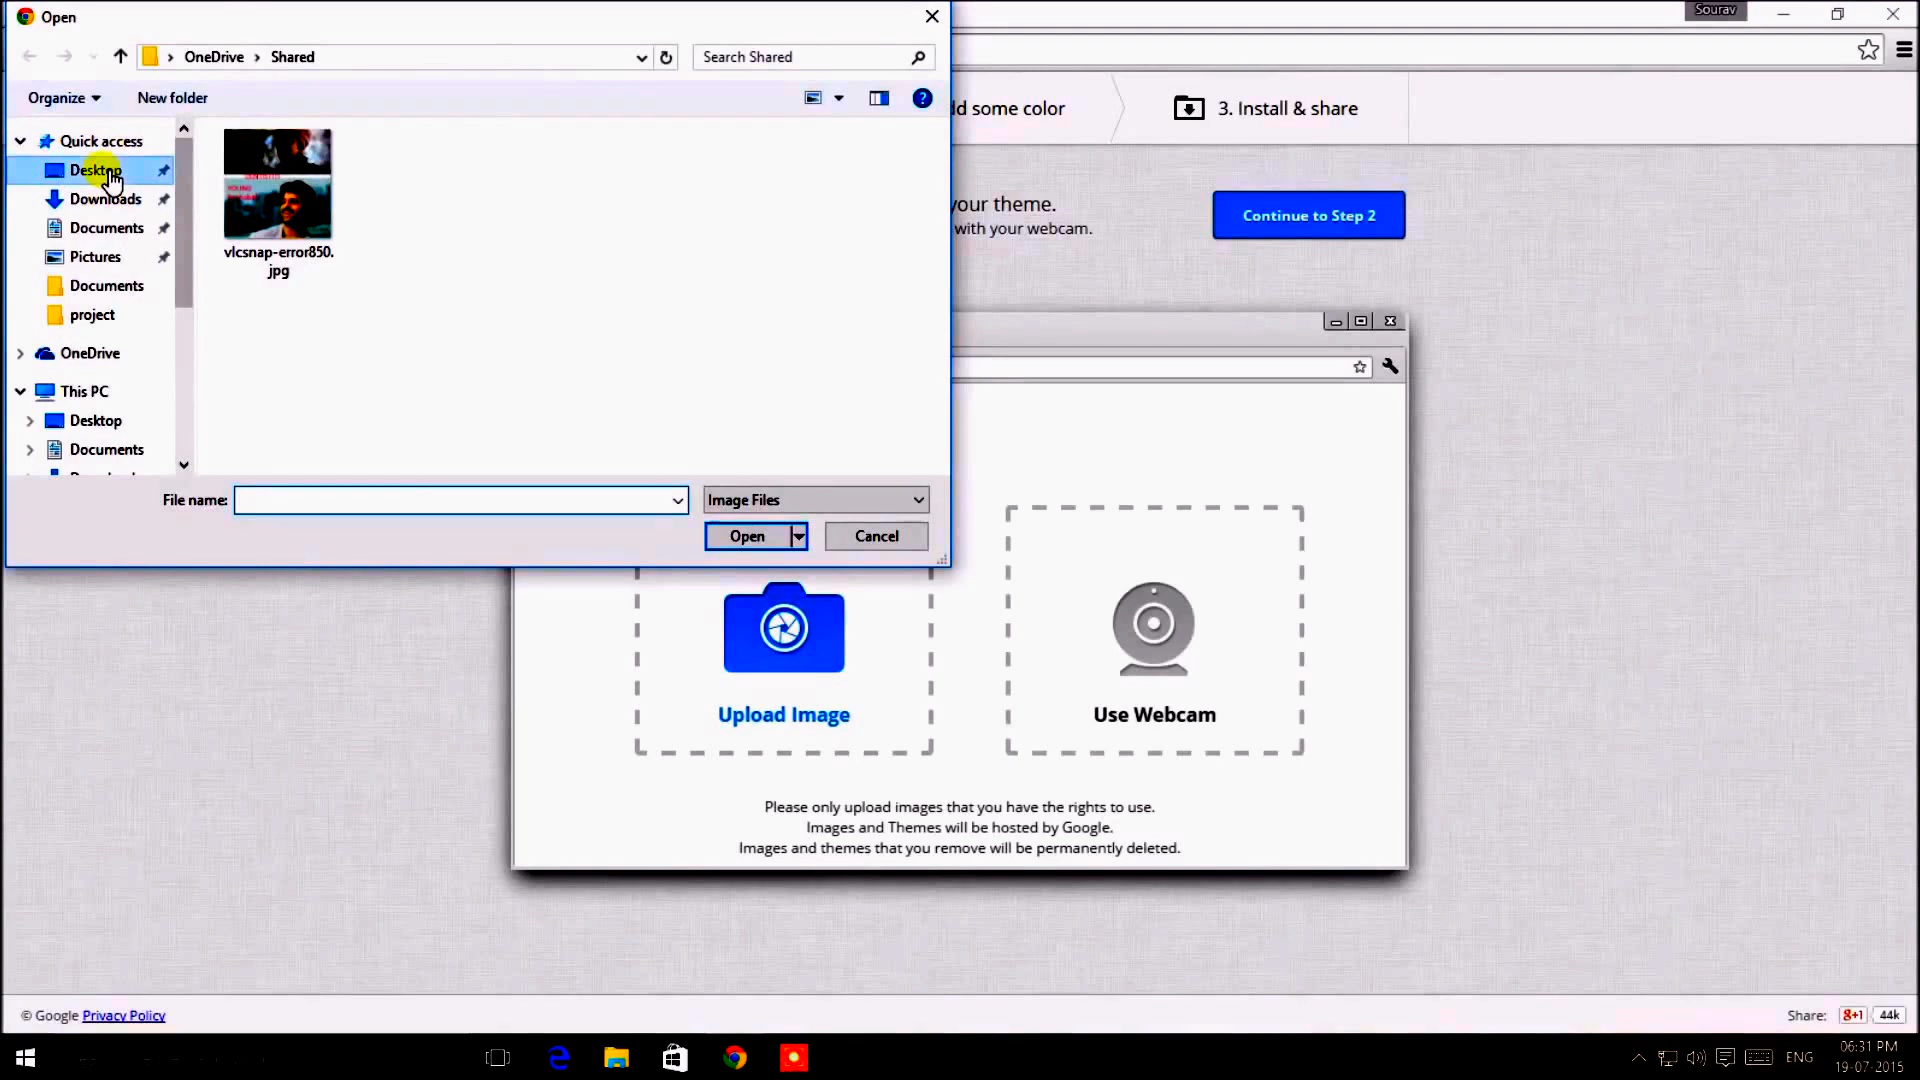 Open
Sourav
OneDrive
Shared
Search Shared
Organize
New folder
dd some color
3. Install & share
Quick access
Desktop
Downloads
Documents
Pictures
Documents
project
OneDrive
This PC
Desktop
Documents
vlcsnap-error850.
jpg
your theme.
with your webcam.
Continue to Step 2
File name:
Image Files
Open
Cancel
Upload Image
Use Webcam
Please only upload images that you have the rights to use.
Images and Themes will be hosted by Google.
Images and themes that you remove will be permanently deleted.
© Google Privacy Policy
Share:
8+1
44k
ENG
06:31 PM
19-07-2015